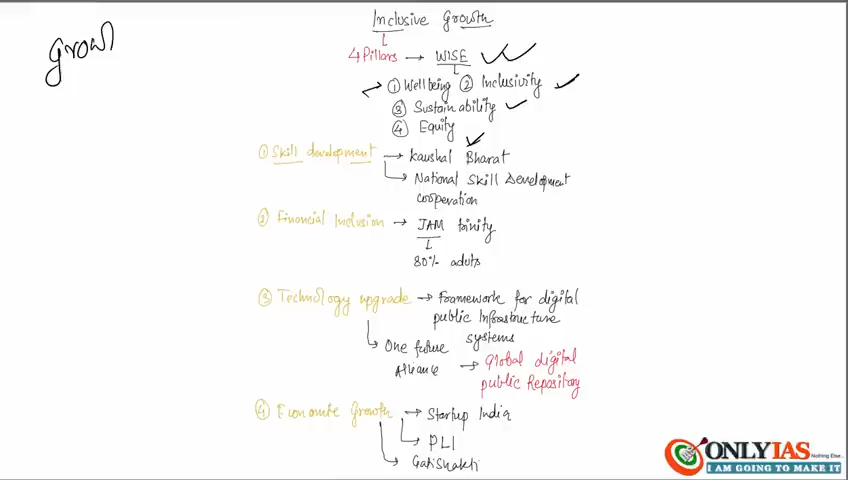 Inclusive Growth
Grow
4 Pillars → WISE
① Wellbeing ② Inclusivity
③ Sustainability
④ Equity
① Skill development → Kaushal Bharat
National Skill Development
cooperation
② Financial Inclusion → JAM trinity
80% adults
③ Technology upgrade → Framework for digital
public Infrastructure
systems
One future
Alliance → Global digital
public Repository
④ Economic Growth → Startup India
PLI
Gatishakti
ONLYIAS
Nothing Else..
I AM GOING TO MAKE IT